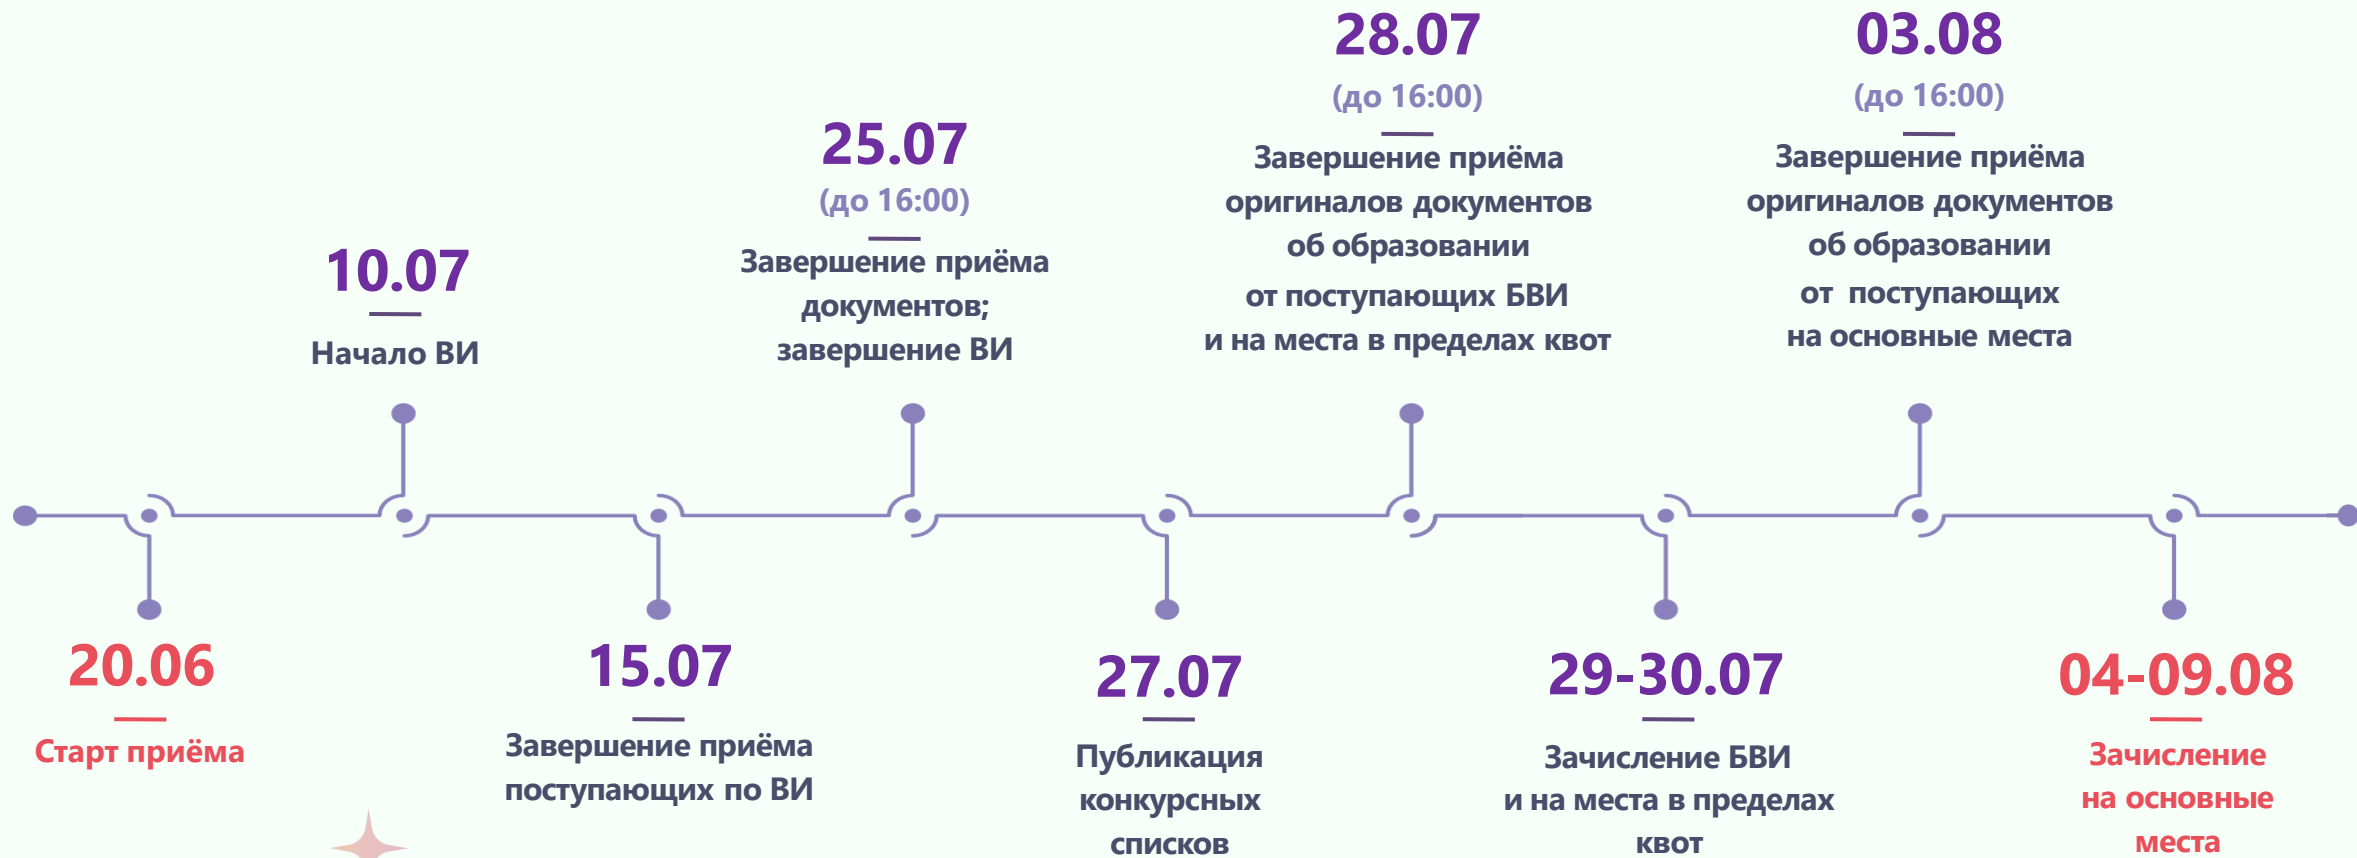 20.06
Старт приёма
10.07
Начало ВИ
15.07
Завершение приёма
поступающих по ВИ
25.07
(до 16:00)
Завершение приёма
документов;
завершение ВИ
27.07
Публикация
конкурсных
списков
28.07
(до 16:00)
Завершение приёма
оригиналов документов
об образовании
от поступающих БВИ
и на места в пределах квот
29-30.07
Зачисление БВИ
и на места в пределах
квот
03.08
(до 16:00)
Завершение приёма
оригиналов документов
об образовании
от поступающих
на основные места
04-09.08
Зачисление
на основные
места